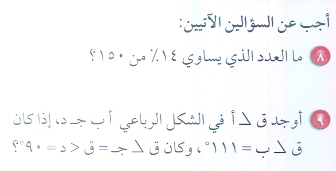 أجب عن السؤالين الآتيين:
٨ ما العدد الذي يساوي ١٤٪ من ١٥٠؟
٩ أوجد ق ∠ أ في الشكل الرباعي أ ب جـ د، إذا كان
ق ∠ ب = ١١١°، وكان ق ∠ جـ = ق < د = ٩٠°؟